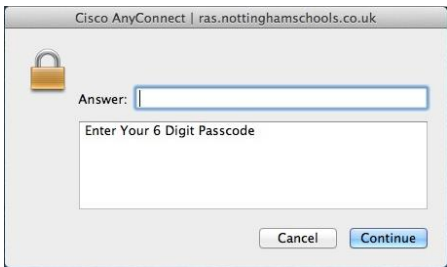 Cisco AnyConnect | ras.nottinghamschools.co.uk
Answer:
Enter Your 6 Digit Passcode
Cancel Continue